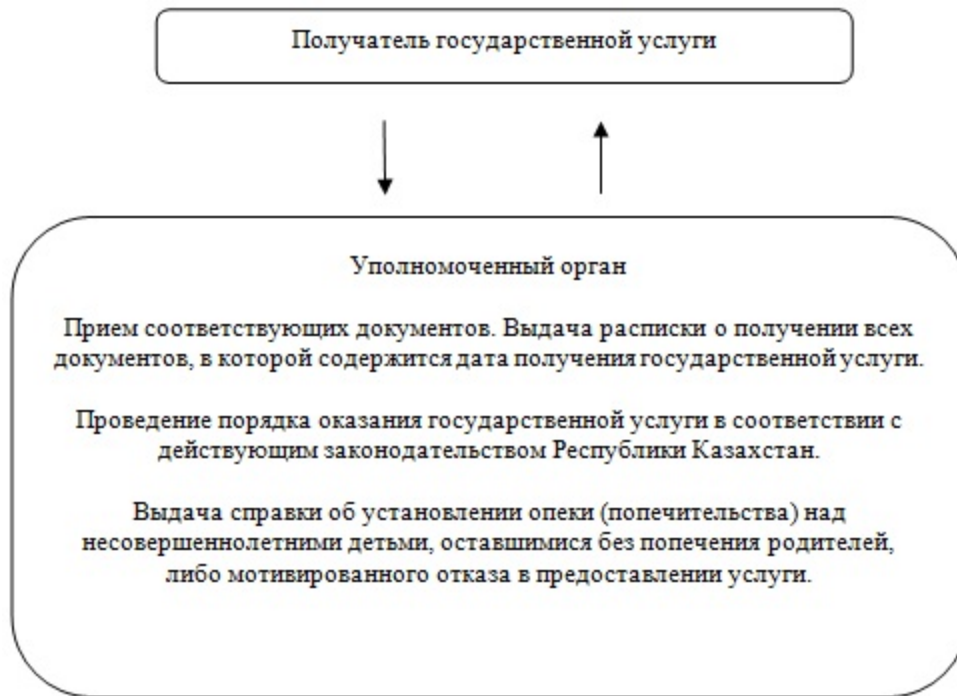 Получатель государственной услуги
Уполномоченный орган
Прием соответствующих документов. Выдача расписки о получении всех
документов, в которой содержится дата получения государственной услуги.
Проведение порядка оказания государственной услуги в соответствии с
действующим законодательством Республики Казахстан.
Выдача справки об установлении опеки (попечительства) над
несовершеннолетними детьми, оставшимися без попечения родителей,
либо мотивированного отказа в предоставлении услуги.